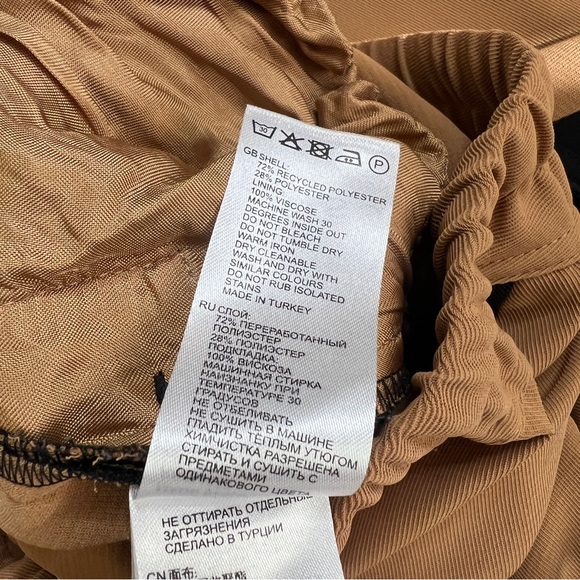 30
P
GB SHELL:
72% RECYCLED POLYESTER
28% POLYESTER
LINING:
100% VISCOSE
MACHINE WASH 30
DEGREES INSIDE OUT
DO NOT BLEACH
DO NOT TUMBLE DRY
WARM IRON
DRY CLEANABLE
WASH AND DRY WITH
SIMILAR COLOURS
DO NOT RUB ISOLATED
STAINS
MADE IN TURKEY
RU СЛОЙ:
72% ПЕРЕРАБОТАННЫЙ
ПОЛИЭСТЕР
28% ПОЛИЭСТЕР
ПОДКЛАДКА:
100% ВИСКОЗА
МАШИННАЯ СТИРКА
НАИЗНАНКУ ПРИ
ТЕМПЕРАТУРЕ 30
ГРАДУСОВ
НЕ ОТБЕЛИВАТЬ
НЕ СУШИТЬ В МАШИНЕ
ГЛАДИТЬ ТЁПЛЫМ УТЮГОМ
ХИМЧИСТКА РАЗРЕШЕНА
СТИРАТЬ И СУШИТЬ С
ПРЕДМЕТАМИ
ОДИНАКОВОГО ЦВЕТА
НЕ ОТТИРАТЬ ОТДЕЛЬНЫЕ
ЗАГРЯЗНЕНИЯ
СДЕЛАНО В ТУРЦИИ
CN 面布: